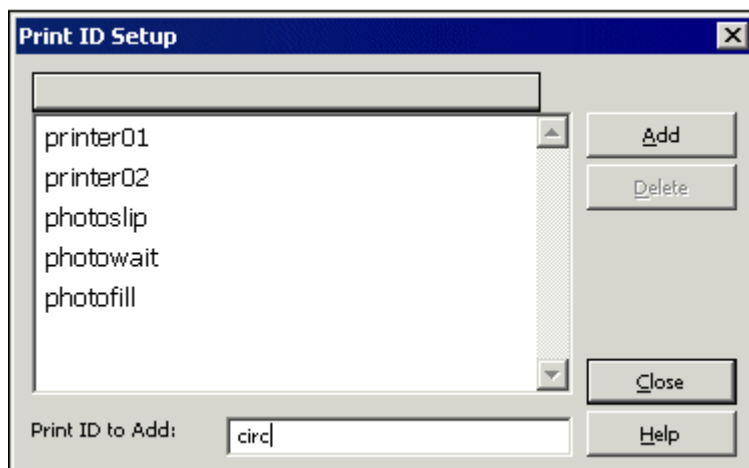 Print ID Setup
printer01
printer02
photoslip
photowait
photofill
Add
Delete
Close
Print ID to Add:
circ
Help